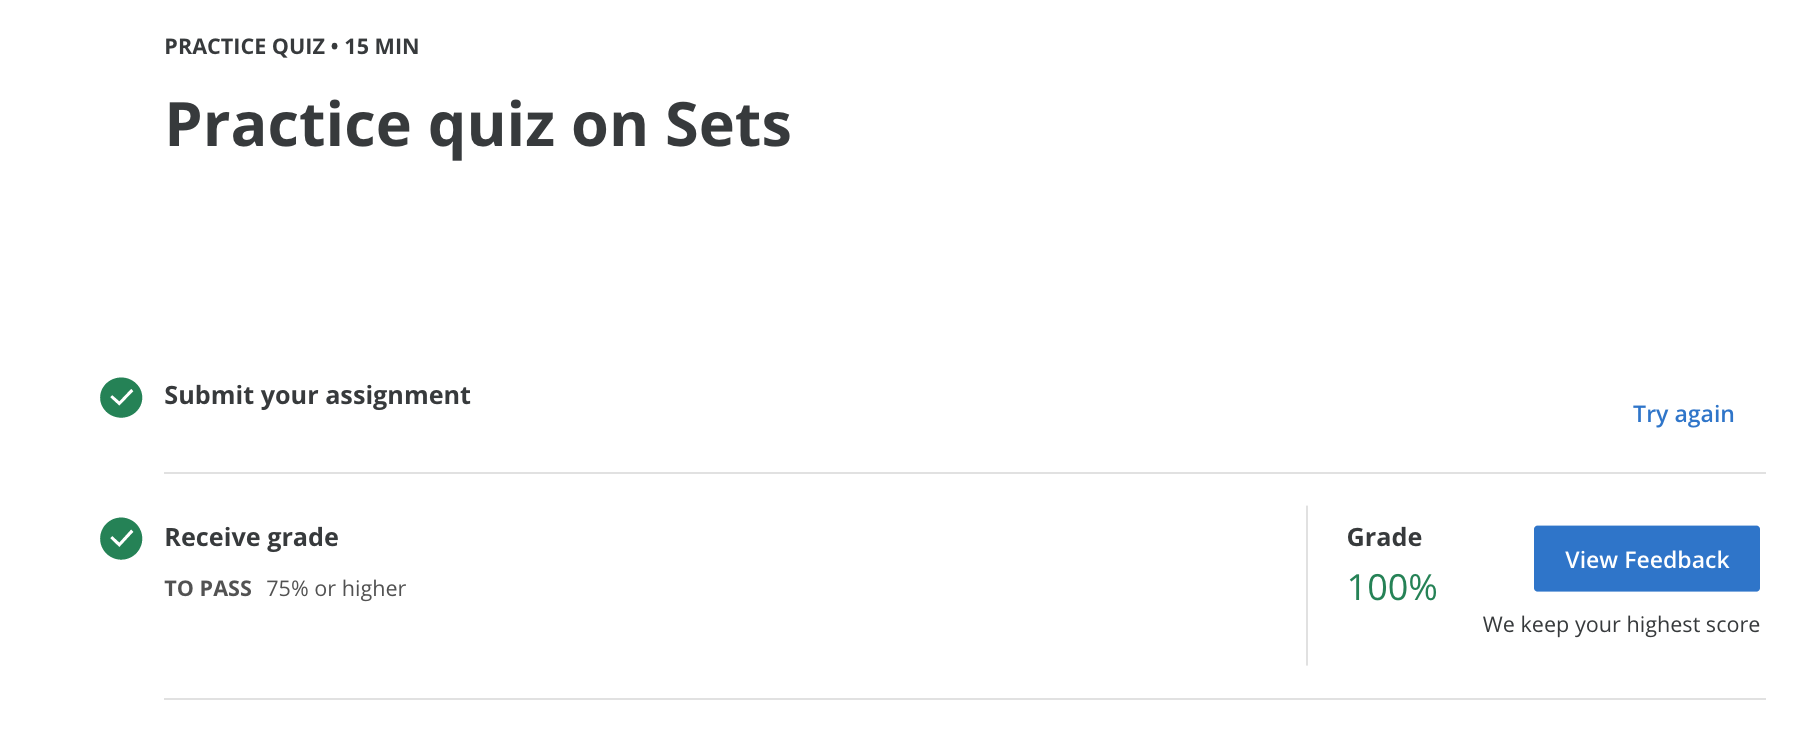 PRACTICE QUIZ • 15 MIN
Practice quiz on Sets
Submit your assignment
Try again
Receive grade
TO PASS 75% or higher
Grade
100%
View Feedback
We keep your highest score